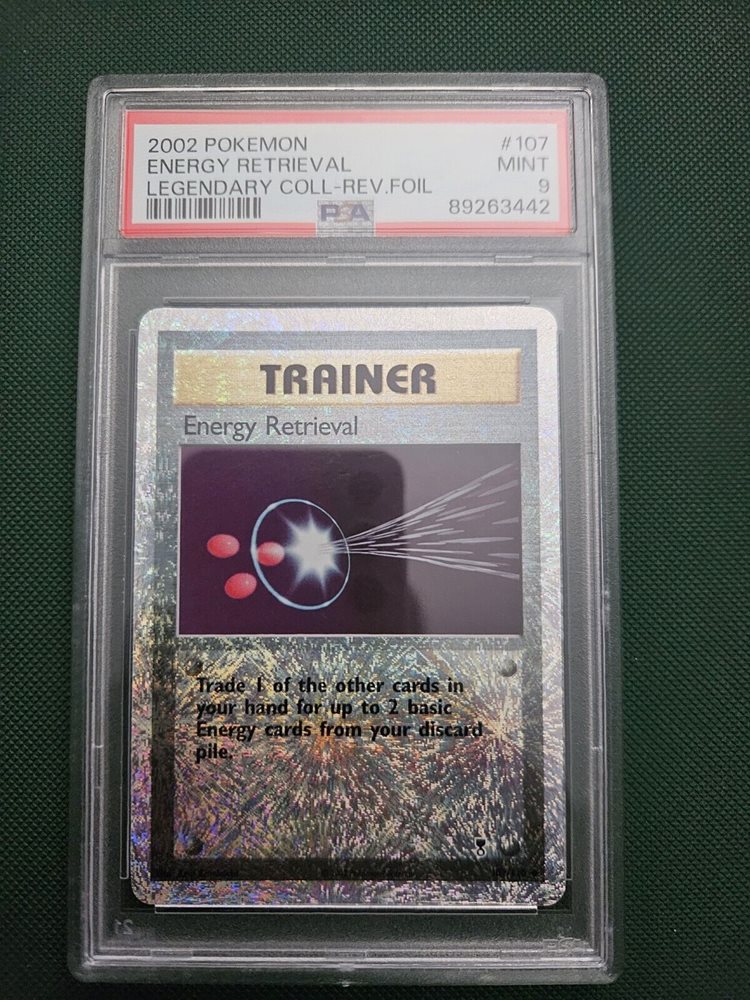 2002 POKEMON #107
ENERGY RETRIEVAL MINT
LEGENDARY COLL-REV.FOIL 9
PSA 89263442
TRAINER
Energy Retrieval
Trade 1 of the other cards in
your hand for up to 2 basic
Energy cards from your discard
pile.